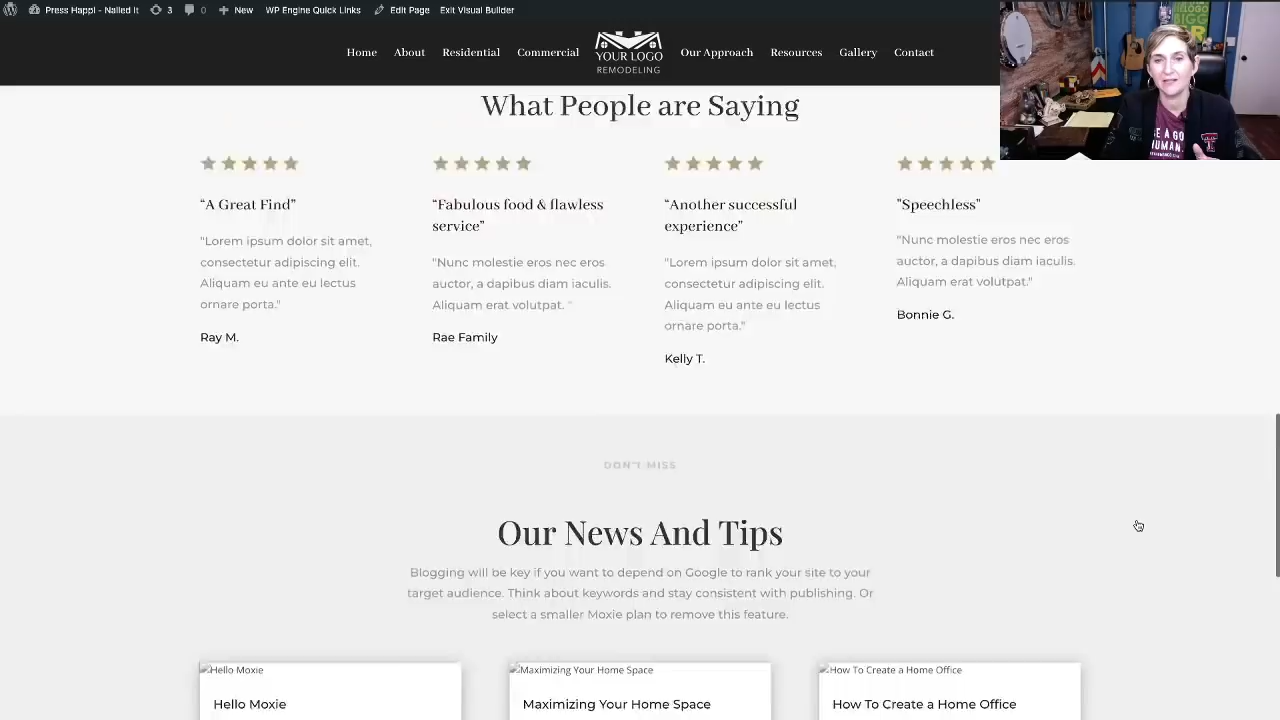 Press Happi - Nailed It
3
0
New
WP Engine Quick Links
Edit Page
Exit Visual Builder
Home
About
Residential
Commercial
YOUR LOGO
REMODELING
Our Approach
Resources
Gallery
Contact
BIGG
E A GO
HUMAN.
What People are Saying
“A Great Find”
"Lorem ipsum dolor sit amet,
consectetur adipiscing elit.
Aliquam eu ante eu lectus
ornare porta."
Ray M.
“Fabulous food & flawless
service”
"Nunc molestie eros nec eros
auctor, a dapibus diam iaculis.
Aliquam erat volutpat. "
Rae Family
“Another successful
experience”
"Lorem ipsum dolor sit amet,
consectetur adipiscing elit.
Aliquam eu ante eu lectus
ornare porta."
Kelly T.
"Speechless"
"Nunc molestie eros nec eros
auctor, a dapibus diam iaculis.
Aliquam erat volutpat."
Bonnie G.
DON'T MISS
Our News And Tips
Blogging will be key if you want to depend on Google to rank your site to your
target audience. Think about keywords and stay consistent with publishing. Or
select a smaller Moxie plan to remove this feature.
Hello Moxie
Hello Moxie
Maximizing Your Home Space
Maximizing Your Home Space
How To Create a Home Office
How To Create a Home Office